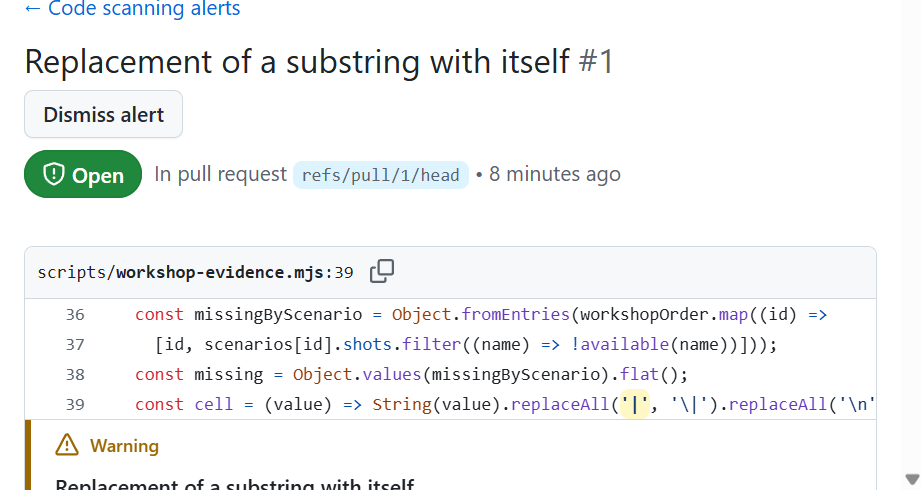 ← Code scanning alerts
Replacement of a substring with itself #1
Dismiss alert
Open In pull request refs/pull/1/head • 8 minutes ago
scripts/workshop-evidence.mjs:39
36 const missingByScenario = Object.fromEntries(workshopOrder.map((id) =>
37 [id, scenarios[id].shots.filter((name) => !available(name))]));
38 const missing = Object.values(missingByScenario).flat();
39 const cell = (value) => String(value).replaceAll('|', '\|').replaceAll('\n'
Warning
Replacement of a substring with itself